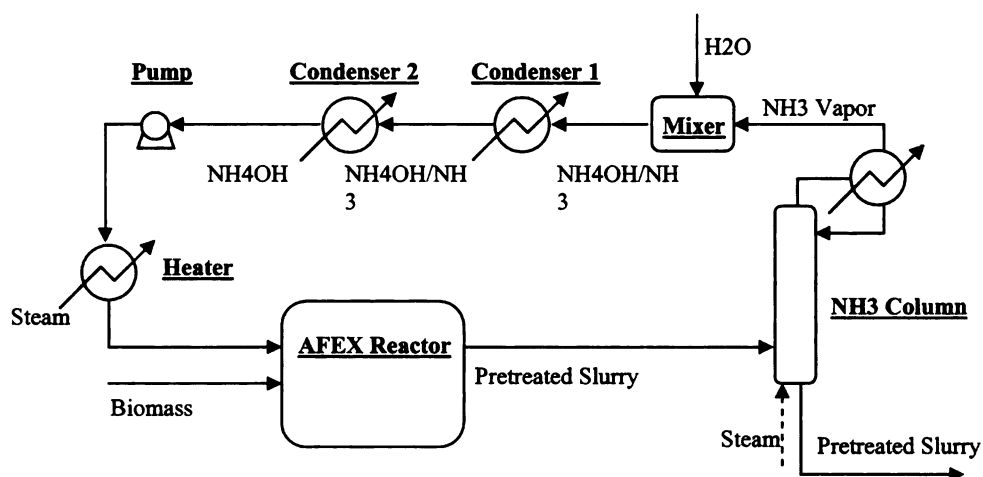 H2O
Pump
Condenser 2
Condenser 1
Mixer
NH3 Vapor
NH4OH
NH4OH/NH
3
NH4OH/NH
3
Heater
Steam
AFEX Reactor
Biomass
Pretreated Slurry
NH3 Column
Steam
Pretreated Slurry